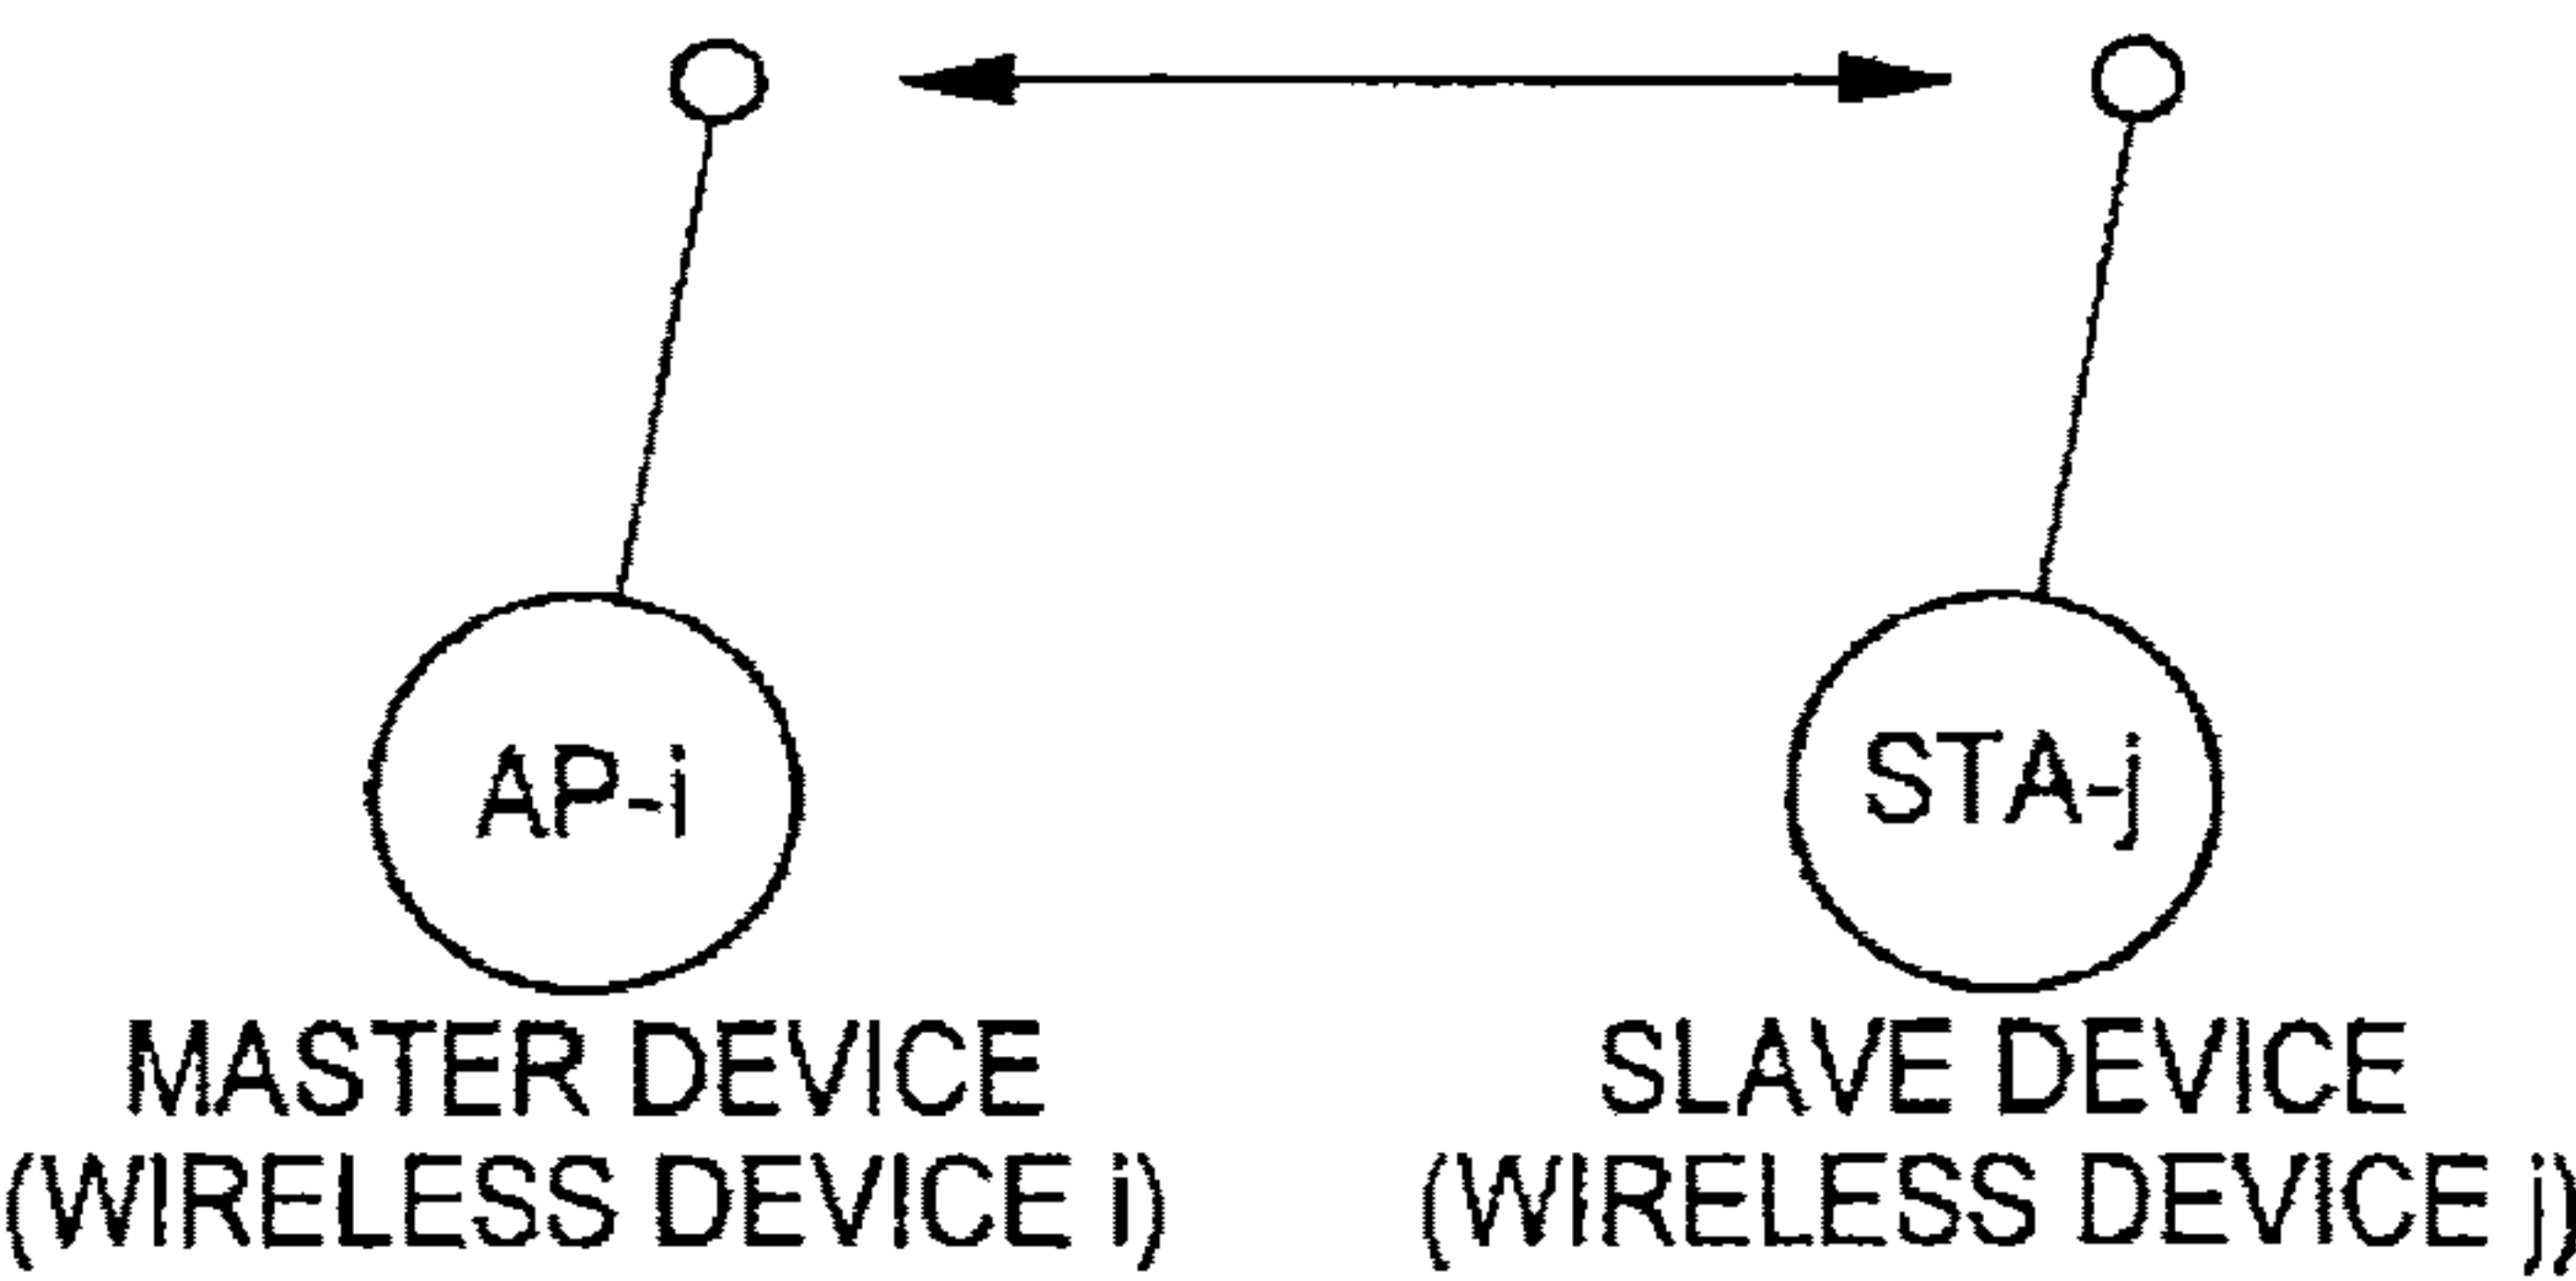 AP-i
STA-j
MASTER DEVICE
(WIRELESS DEVICE i)
SLAVE DEVICE
(WIRELESS DEVICE j)